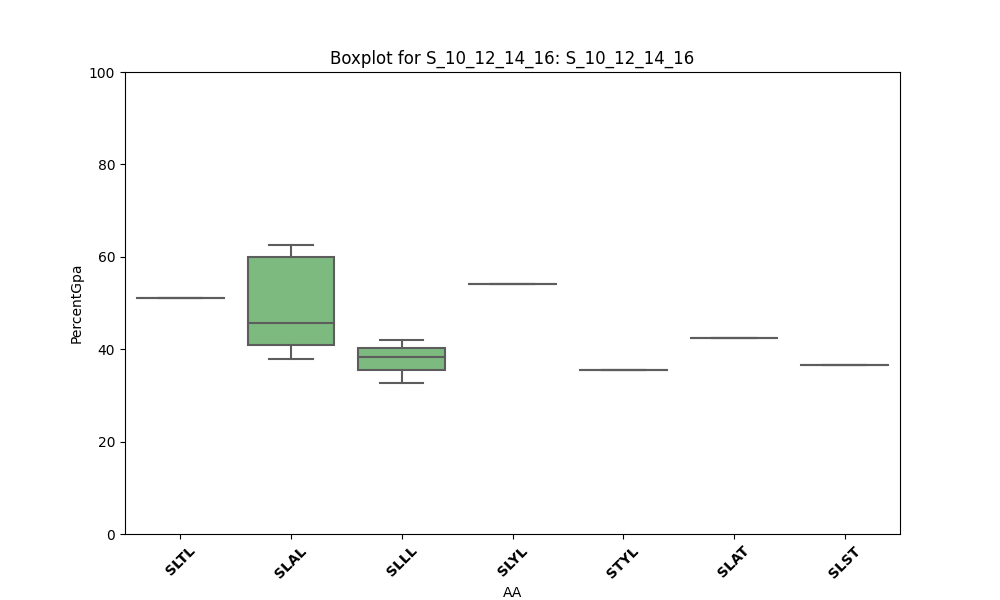 Boxplot for S_10_12_14_16: S_10_12_14_16
100
80
60
40
20
0
PercentGpa
SLTL
SLAL
SLLL
SLYL
STYL
SLAT
SLST
AA